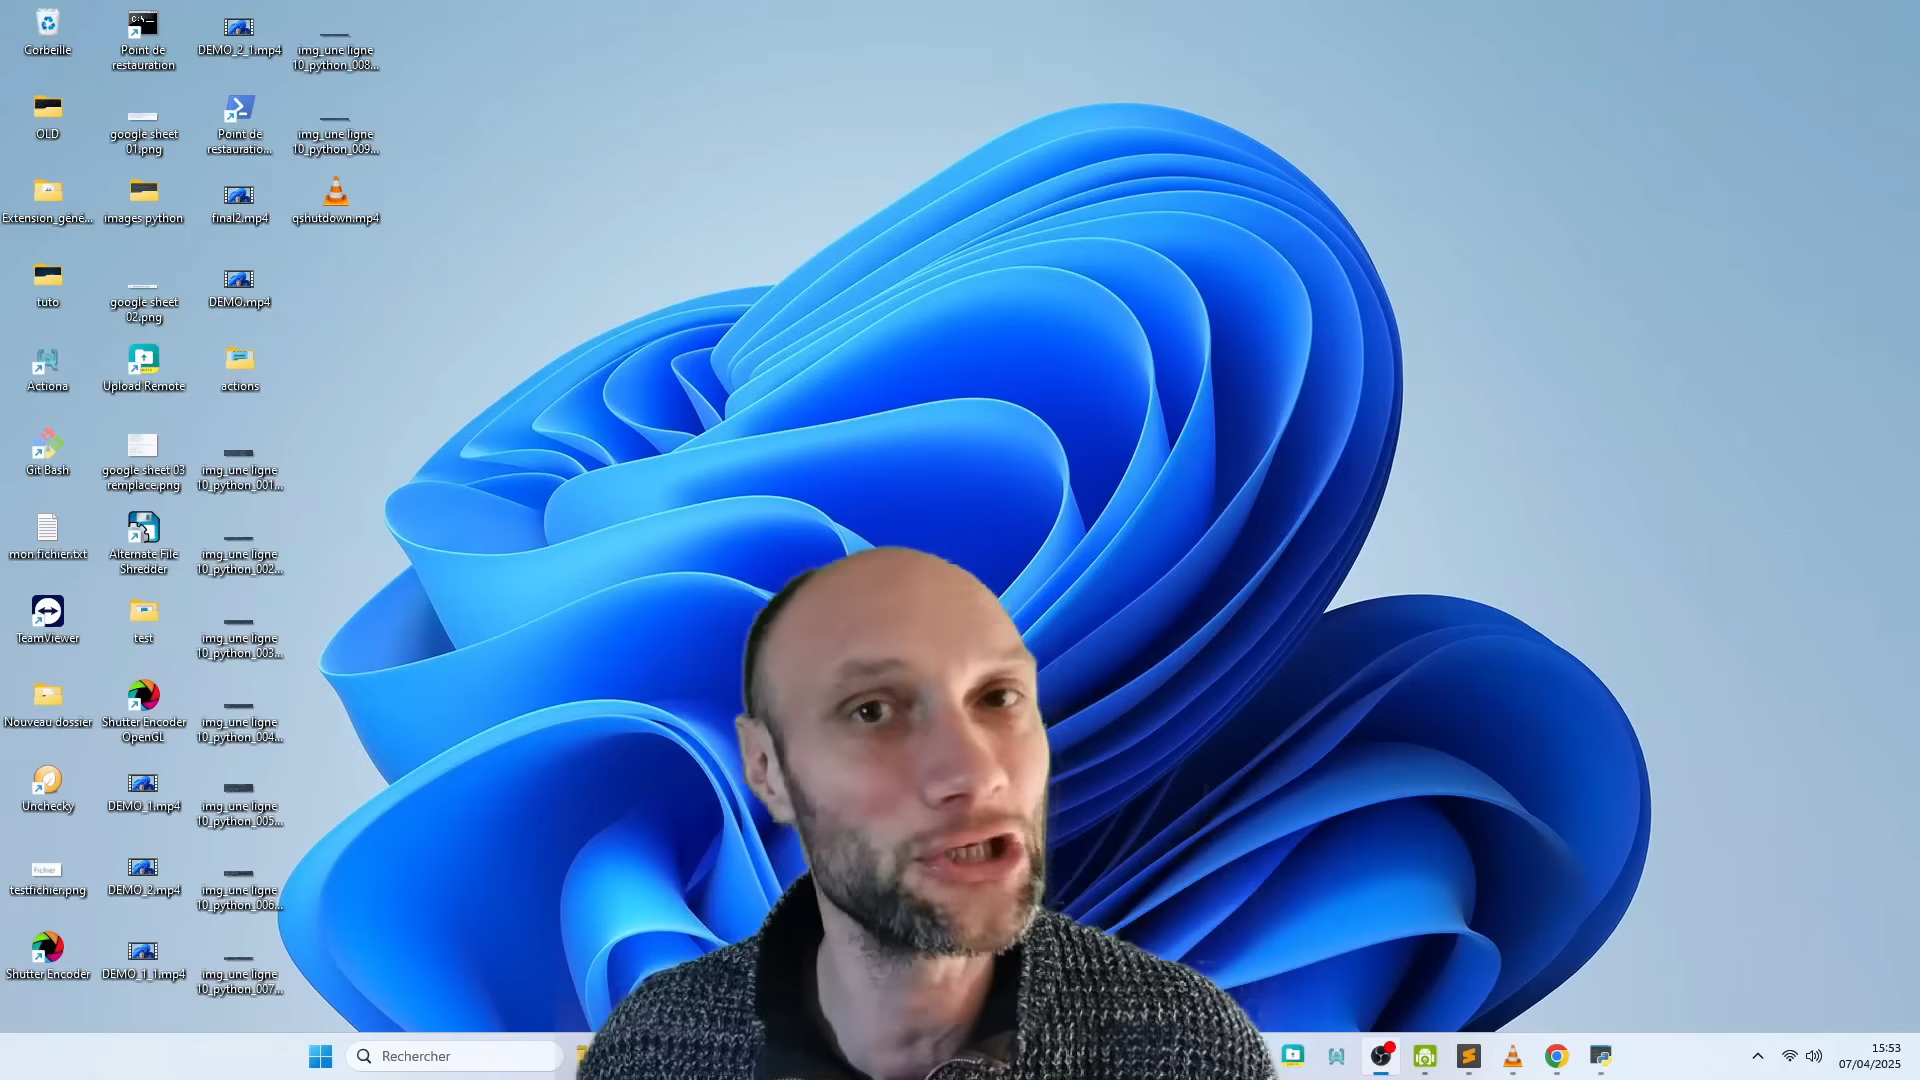 Corbeille
OLD
Extension_géné...
tuto
Actiona
Git Bash
mon fichier.txt
TeamViewer
Nouveau dossier
Unchecky
testfichier.png
Shutter Encoder
Point de
restauration
google sheet
01.png
images python
google sheet
02.png
Upload Remote
google sheet 03
remplace.png
Alternate File
Shredder
test
Shutter Encoder
OpenGL
DEMO_1.mp4
DEMO_2.mp4
DEMO_1_1.mp4
DEMO_2_1.mp4
Point de
restauratio...
final2.mp4
DEMO.mp4
actions
img_une ligne
10_python_001...
img_une ligne
10_python_002...
img_une ligne
10_python_003...
img_une ligne
10_python_004...
img_une ligne
10_python_005...
img_une ligne
10_python_006...
img_une ligne
10_python_007...
img_une ligne
10_python_008...
img_une ligne
10_python_009...
qshutdown.mp4
Rechercher
15:53
07/04/2025